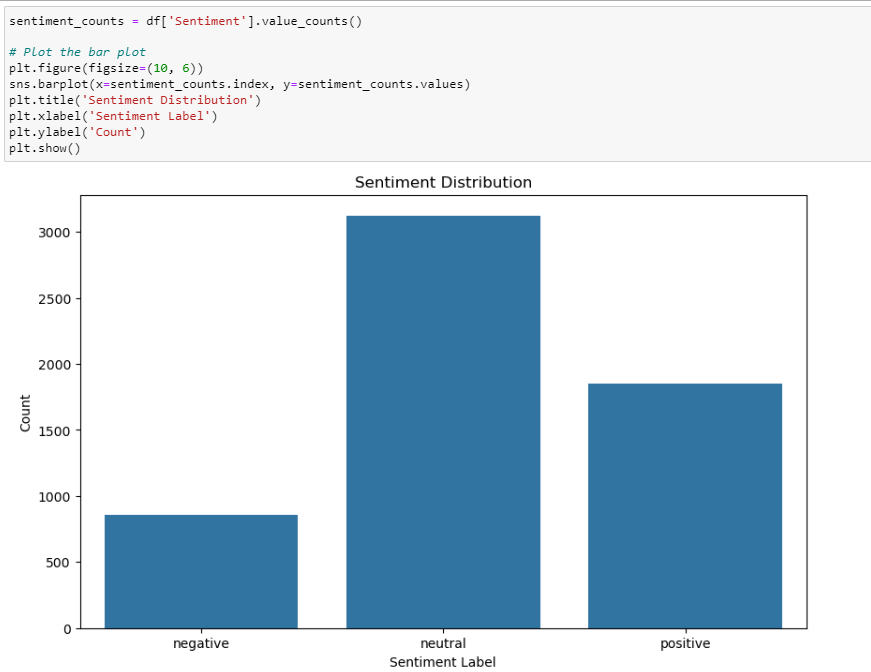 sentiment_counts = df['Sentiment'].value_counts()
# Plot the bar plot
plt.figure(figsize=(10, 6))
sns.barplot(x=sentiment_counts.index, y=sentiment_counts.values)
plt.title('Sentiment Distribution')
plt.xlabel('Sentiment Label')
plt.ylabel('Count')
plt.show()
Sentiment Distribution
3000
2500
2000
1500
1000
500
0
Count
negative neutral positive
Sentiment Label